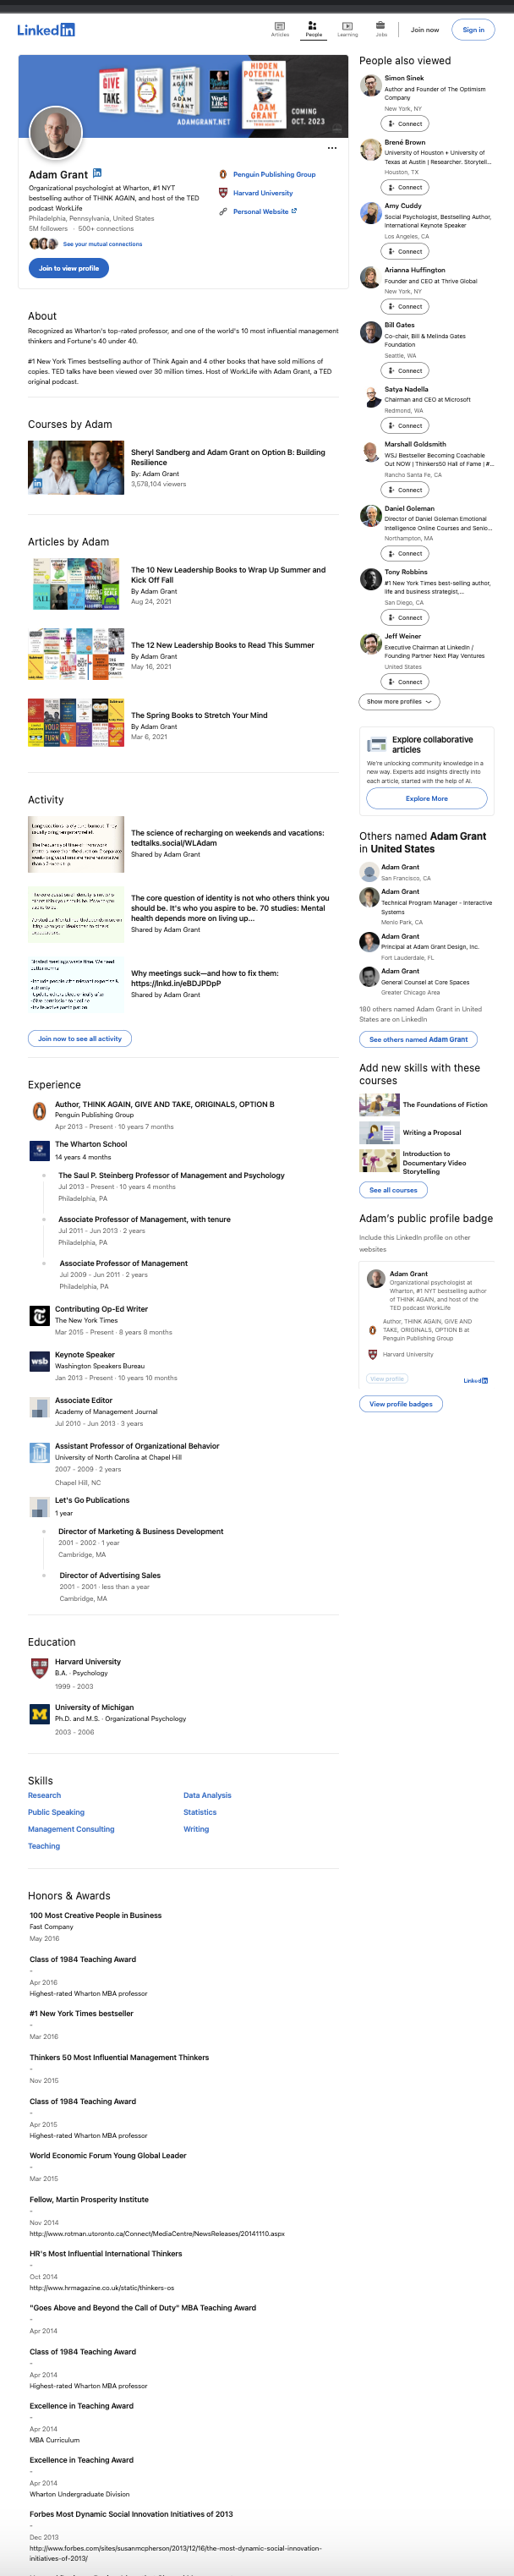 LinkedIn
Articles
People
Learning
Jobs
Join now
Sign in
GIVE
AND
TAKE
Originals
THINK
AGAIN
ADAM
GRANT
HIDDEN
POTENTIAL
ADAM
GRANT
COMING
OCT. 2023
ADAMGRANT.NET
Adam Grant
Organizational psychologist at Wharton, #1 NYT
bestselling author of THINK AGAIN, and host of the TED
podcast WorkLife
Philadelphia, Pennsylvania, United States
5M followers · 500+ connections
See your mutual connections
Join to view profile
Penguin Publishing Group
Harvard University
Personal Website
About
Recognized as Wharton's top-rated professor, and one of the world's 10 most influential management
thinkers and Fortune's 40 under 40.
#1 New York Times bestselling author of Think Again and 4 other books that have sold millions of
copies. TED talks have been viewed over 30 million times. Host of WorkLife with Adam Grant, a TED
original podcast.
Courses by Adam
Sheryl Sandberg and Adam Grant on Option B: Building
Resilience
By: Adam Grant
3,578,104 viewers
Articles by Adam
The 10 New Leadership Books to Wrap Up Summer and
Kick Off Fall
By Adam Grant
Aug 24, 2021
The 12 New Leadership Books to Read This Summer
By Adam Grant
May 16, 2021
The Spring Books to Stretch Your Mind
By Adam Grant
Mar 6, 2021
Activity
The science of recharging on weekends and vacations:
tedtalks.social/WLAdam
Shared by Adam Grant
The core question of identity is not who others think you
should be. It's who you aspire to be. 70 studies: Mental
health depends more on living up...
Shared by Adam Grant
Why meetings suck—and how to fix them:
https://lnkd.in/eBDJPDpP
Shared by Adam Grant
Join now to see all activity
Experience
Author, THINK AGAIN, GIVE AND TAKE, ORIGINALS, OPTION B
Penguin Publishing Group
Apr 2013 - Present · 10 years 7 months
The Wharton School
14 years 4 months
The Saul P. Steinberg Professor of Management and Psychology
Jul 2013 - Present · 10 years 4 months
Philadelphia, PA
Associate Professor of Management, with tenure
Jul 2011 - Jun 2013 · 2 years
Philadelphia, PA
Associate Professor of Management
Jul 2009 - Jun 2011 · 2 years
Philadelphia, PA
Contributing Op-Ed Writer
The New York Times
Mar 2015 - Present · 8 years 8 months
wsb
Keynote Speaker
Washington Speakers Bureau
Jan 2013 - Present · 10 years 10 months
Associate Editor
Academy of Management Journal
Jul 2010 - Jun 2013 · 3 years
Assistant Professor of Organizational Behavior
University of North Carolina at Chapel Hill
2007 - 2009 · 2 years
Chapel Hill, NC
Let's Go Publications
1 year
Director of Marketing & Business Development
2001 - 2002 · 1 year
Cambridge, MA
Director of Advertising Sales
2001 - 2001 · less than a year
Cambridge, MA
Education
Harvard University
B.A. · Psychology
1999 - 2003
University of Michigan
Ph.D. and M.S. · Organizational Psychology
2003 - 2006
Skills
Research
Data Analysis
Public Speaking
Statistics
Management Consulting
Writing
Teaching
Honors & Awards
100 Most Creative People in Business
Fast Company
May 2016
Class of 1984 Teaching Award
-
Apr 2016
Highest-rated Wharton MBA professor
#1 New York Times bestseller
-
Mar 2016
Thinkers 50 Most Influential Management Thinkers
-
Nov 2015
Class of 1984 Teaching Award
-
Apr 2015
Highest-rated Wharton MBA professor
World Economic Forum Young Global Leader
-
Mar 2015
Fellow, Martin Prosperity Institute
-
Nov 2014
http://www.rotman.utoronto.ca/Connect/MediaCentre/NewsReleases/20141110.aspx
HR's Most Influential International Thinkers
-
Oct 2014
http://www.hrmagazine.co.uk/static/thinkers-os
"Goes Above and Beyond the Call of Duty" MBA Teaching Award
-
Apr 2014
Class of 1984 Teaching Award
-
Apr 2014
Highest-rated Wharton MBA professor
Excellence in Teaching Award
-
Apr 2014
MBA Curriculum
Excellence in Teaching Award
-
Apr 2014
Wharton Undergraduate Division
Forbes Most Dynamic Social Innovation Initiatives of 2013
-
Dec 2013
http://www.forbes.com/sites/susanmcpherson/2013/12/16/the-most-dynamic-social-innovation-
initiatives-of-2013/
People also viewed
Simon Sinek
Author and Founder of The Optimism
Company
New York, NY
Connect
Brené Brown
University of Houston + University of
Texas at Austin | Researcher. Storytell...
Houston, TX
Connect
Amy Cuddy
Social Psychologist, Bestselling Author,
International Keynote Speaker
Los Angeles, CA
Connect
Arianna Huffington
Founder and CEO at Thrive Global
New York, NY
Connect
Bill Gates
Co-chair, Bill & Melinda Gates
Foundation
Seattle, WA
Connect
Satya Nadella
Chairman and CEO at Microsoft
Redmond, WA
Connect
Marshall Goldsmith
WSJ Bestseller Becoming Coachable
Out NOW | Thinkers50 Hall of Fame | #...
Rancho Santa Fe, CA
Connect
Daniel Goleman
Director of Daniel Goleman Emotional
Intelligence Online Courses and Senio...
Northampton, MA
Connect
Tony Robbins
#1 New York Times best-selling author,
life and business strategist,...
San Diego, CA
Connect
Jeff Weiner
Executive Chairman at LinkedIn /
Founding Partner Next Play Ventures
United States
Connect
Show more profiles
Explore collaborative
articles
We're unlocking community knowledge in a
new way. Experts add insights directly into
each article, started with the help of AI.
Explore More
Others named Adam Grant
in United States
Adam Grant
San Francisco, CA
Adam Grant
Technical Program Manager - Interactive
Systems
Menlo Park, CA
Adam Grant
Principal at Adam Grant Design, Inc.
Fort Lauderdale, FL
Adam Grant
General Counsel at Core Spaces
Greater Chicago Area
180 others named Adam Grant in United
States are on LinkedIn
See others named Adam Grant
Add new skills with these
courses
The Foundations of Fiction
Writing a Proposal
Introduction to
Documentary Video
Storytelling
See all courses
Adam's public profile badge
Include this LinkedIn profile on other
websites
Adam Grant
Organizational psychologist at
Wharton, #1 NYT bestselling author
of THINK AGAIN, and host of the
TED podcast WorkLife
Author, THINK AGAIN, GIVE AND
TAKE, ORIGINALS, OPTION B at
Penguin Publishing Group
Harvard University
View profile
LinkedIn
View profile badges